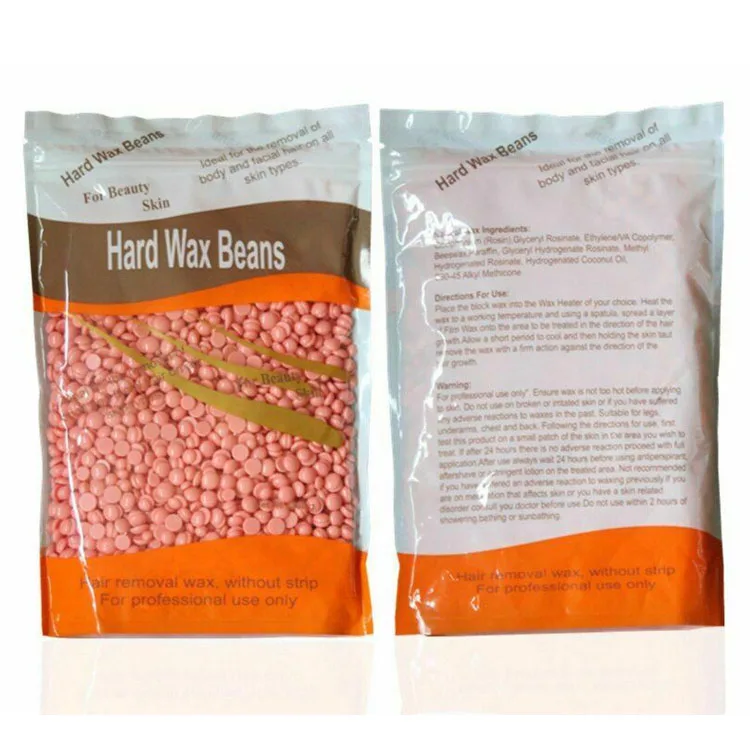 Hard Wax Beans
Ideal for the removal of
body and facial hair on all
skin types.
For Beauty
Skin
Hard Wax Beans
For Beauty
Skin
Hair removal wax, without strip
For professional use only
Hard Wax Beans
Ideal for the removal of
body and facial hair on all
skin types.
Wax Ingredients:
(Rosin) Glyceryl Rosinate, Ethylene/VA Copolymer,
Beeswax Paraffin, Glyceryl Hydrogenate Rosinate, Methyl
Hydrogenated Rosinate, Hydrogenated Coconut Oil,
Alkyl Methicone
Directions For Use:
Place the block wax into the Wax Heater of your choice. Heat the
wax to a working temperature and using a spatula, spread a layer
of Firm Wax onto the area to be treated in the direction of the hair
growth Allow a short period to cool and then holding the skin taut
remove the wax with a firm action against the direction of the
growth.
Warning:
For professional use only". Ensure wax is not too hot before applying
to skin. Do not use on broken or irritated skin or if you have suffered
any adverse reactions to waxes in the past. Suitable for legs,
underarms, chest and back. Following the directions for use, first
test this product on a small patch of the skin in the area you wish to
treat. If after 24 hours there is no adverse reaction proceed with full
application.After use always wait 24 hours before using antiperspirant,
aftershave or astringent lotion on the treated area. Not recommended
if you have suffered an adverse reaction to waxing previously.If you
are on medication that affects skin or you have a skin related
disorder consult you doctor before use.Do not use within 2 hours of
showering.bething or sunbathing.
Hair removal wax, without strip
For professional use only